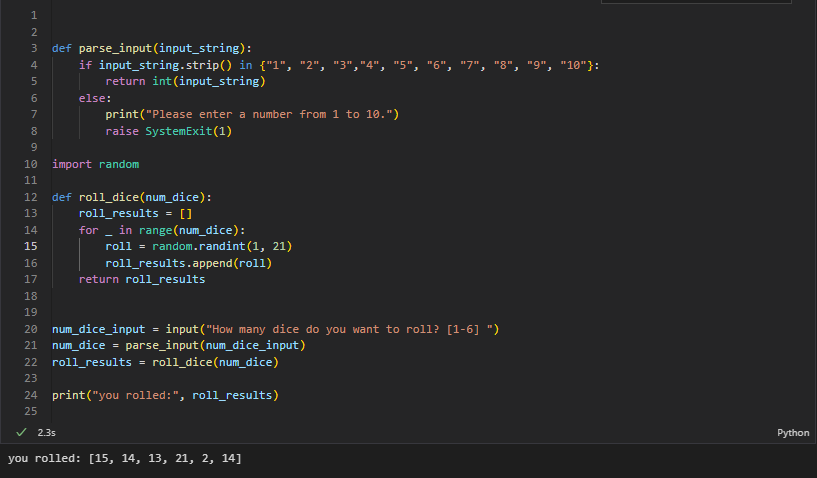 1
2
3 def parse_input(input_string):
4 if input_string.strip() in {"1", "2", "3","4", "5", "6", "7", "8", "9", "10"}:
5 return int(input_string)
6 else:
7 print("Please enter a number from 1 to 10.")
8 raise SystemExit(1)
9
10 import random
11
12 def roll_dice(num_dice):
13 roll_results = []
14 for _ in range(num_dice):
15 roll = random.randint(1, 21)
16 roll_results.append(roll)
17 return roll_results
18
19
20 num_dice_input = input("How many dice do you want to roll? [1-6] ")
21 num_dice = parse_input(num_dice_input)
22 roll_results = roll_dice(num_dice)
23
24 print("you rolled:", roll_results)
25
✓ 2.3s Python
you rolled: [15, 14, 13, 21, 2, 14]